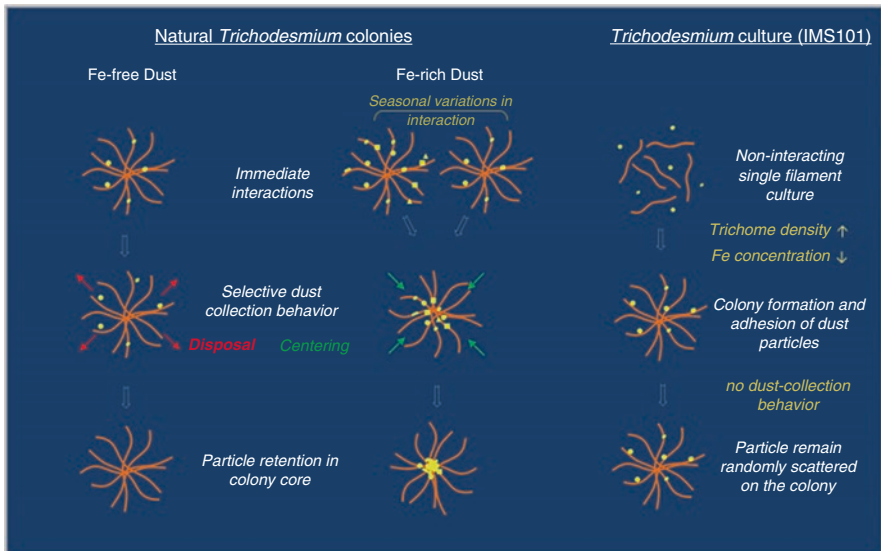 Natural Trichodesmium colonies
Trichodesmium culture (IMS101)
Fe-free Dust
Fe-rich Dust
Seasonal variations in
interaction
Immediate
interactions
Non-interacting
single filament
culture
Trichome density ↑
Fe concentration ↓
Selective dust
collection behavior
Disposal
Centering
Colony formation and
adhesion of dust
particles
no dust-collection
behavior
Particle retention in
colony core
Particle remain
randomly scattered
on the colony